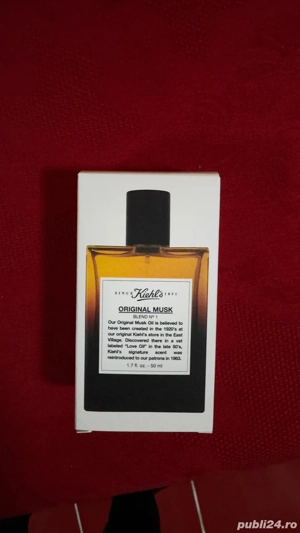 SINCE Kiehl's 1851
ORIGINAL MUSK
BLEND Nº 1
Our Original Musk Oil is believed to
have been created in the 1920's at
our original Kiehl's store in the East
Village. Discovered there in a vat
labeled "Love Oil" in the late 50's,
Kiehl's signature scent was
reintroduced to our patrons in 1963.
1.7 fl. oz. - 50 ml
publi24.ro